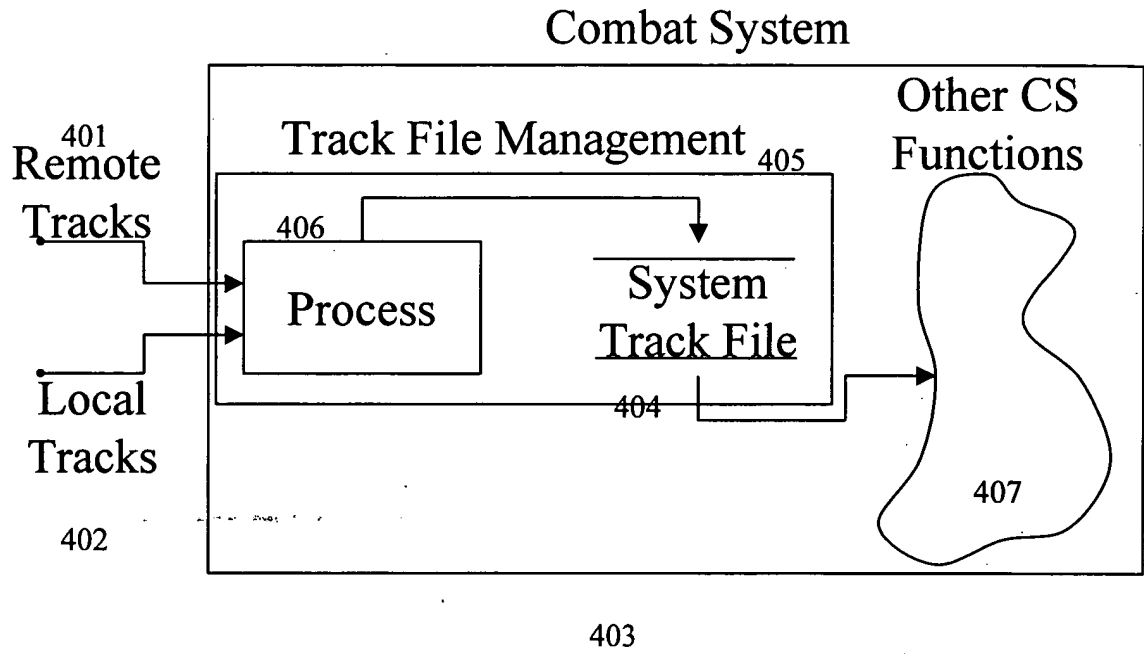 Combat System
401
Remote
Tracks
Local
Tracks
402
Track File Management
405
406
Process
System
Track File
404
Other CS
Functions
407
403